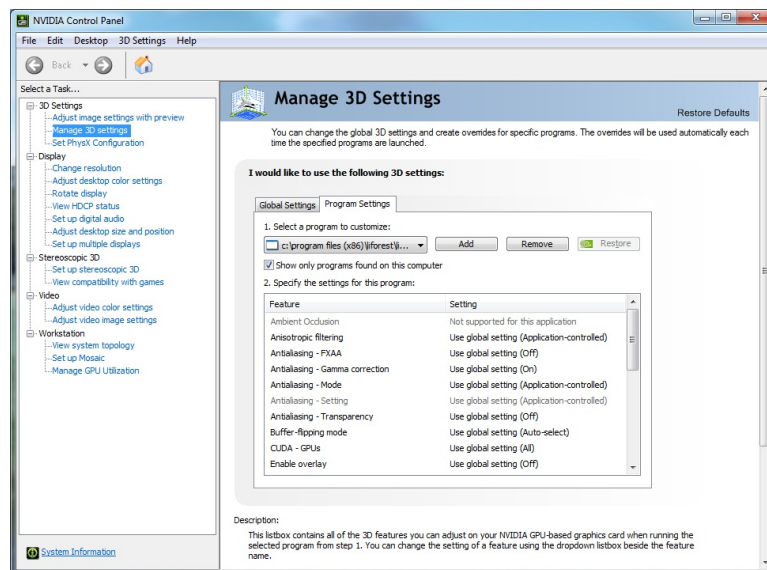 NVIDIA Control Panel
File Edit Desktop 3D Settings Help
Back
Select a Task...
3D Settings
Adjust image settings with preview
Manage 3D settings
Set PhysX Configuration
Display
Change resolution
Adjust desktop color settings
Rotate display
View HDCP status
Set up digital audio
Adjust desktop size and position
Set up multiple displays
Stereoscopic 3D
Set up stereoscopic 3D
View compatibility with games
Video
Adjust video color settings
Adjust video image settings
Workstation
View system topology
Set up Mosaic
Manage GPU Utilization
System Information
Manage 3D Settings
Restore Defaults
You can change the global 3D settings and create overrides for specific programs. The overrides will be used automatically each
time the specified programs are launched.
I would like to use the following 3D settings:
Global Settings Program Settings
1. Select a program to customize:
c:\program files (x86)\liforest\li... Add Remove Restore
Show only programs found on this computer
2. Specify the settings for this program:
Feature Setting
Ambient Occlusion Not supported for this application
Anisotropic filtering Use global setting (Application-controlled)
Antialiasing - FXAA Use global setting (Off)
Antialiasing - Gamma correction Use global setting (On)
Antialiasing - Mode Use global setting (Application-controlled)
Antialiasing - Setting Use global setting (Application-controlled)
Antialiasing - Transparency Use global setting (Off)
Buffer-flipping mode Use global setting (Auto-select)
CUDA - GPUs Use global setting (All)
Enable overlay Use global setting (Off)
Description:
This listbox contains all of the 3D features you can adjust on your NVIDIA GPU-based graphics card when running the
selected program from step 1. You can change the setting of a feature using the dropdown listbox beside the feature
name.